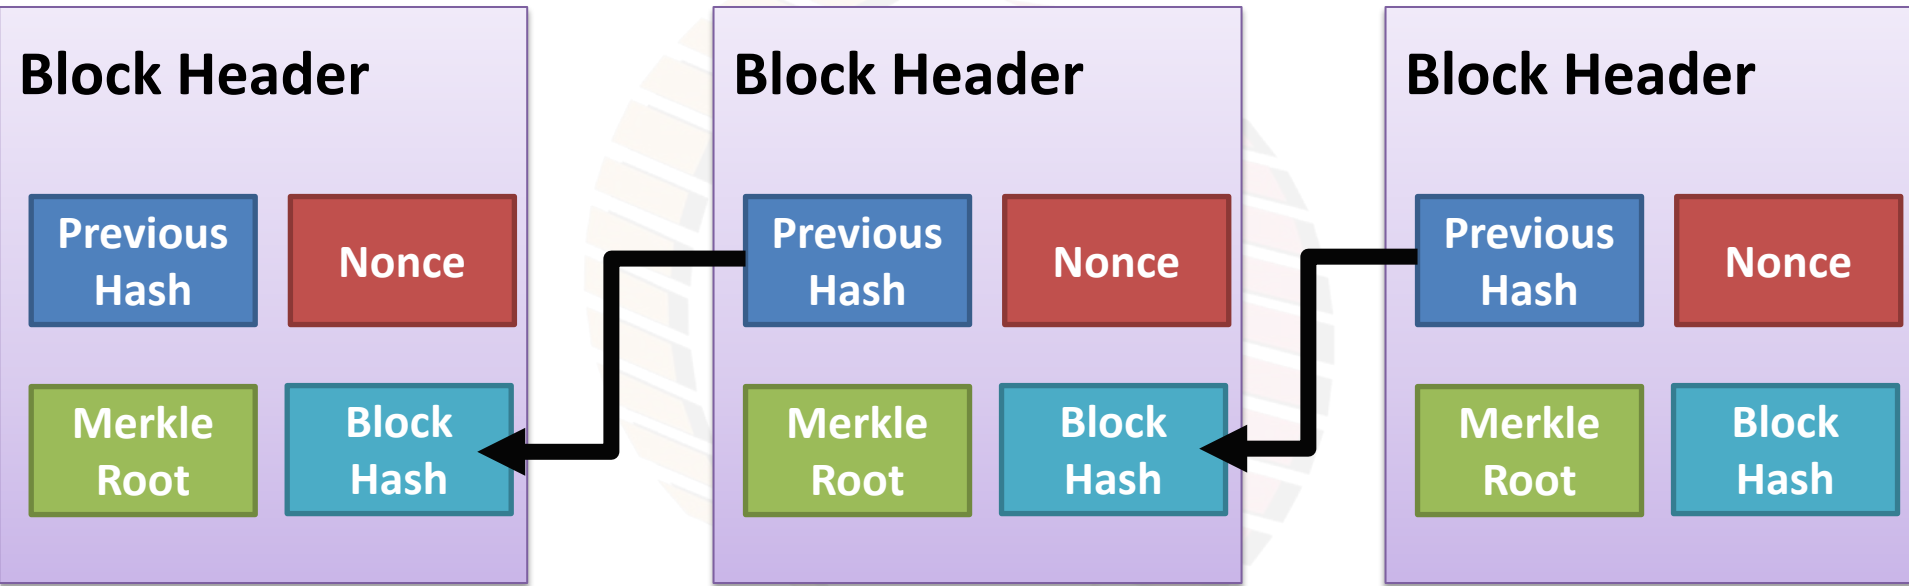 Block Header
Previous
Hash
Nonce
Merkle
Root
Block
Hash
Block Header
Previous
Hash
Nonce
Merkle
Root
Block
Hash
Block Header
Previous
Hash
Nonce
Merkle
Root
Block
Hash